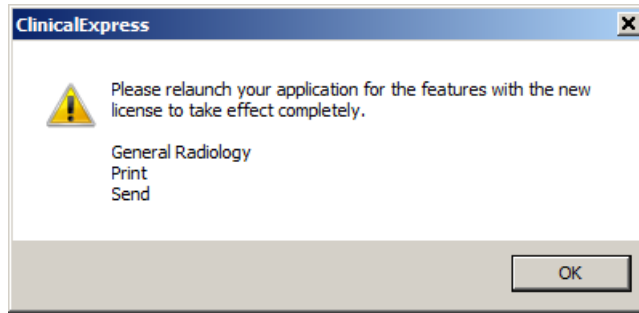 ClinicalExpress
Please relaunch your application for the features with the new
license to take effect completely.
General Radiology
Print
Send
OK